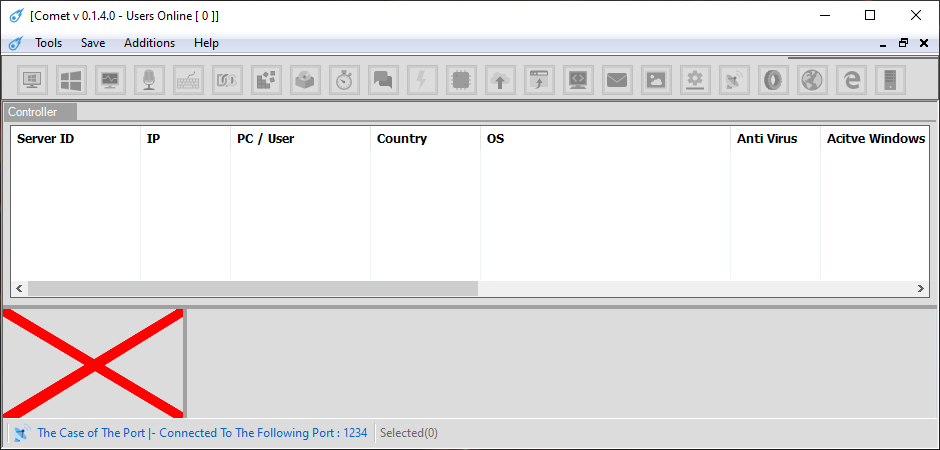 [Comet v 0.1.4.0 - Users Online [ 0 ]]
Tools Save Additions Help
Controller
Server ID IP PC / User Country OS Anti Virus Acitve Windows
The Case of The Port |- Connected To The Following Port : 1234 Selected(0)